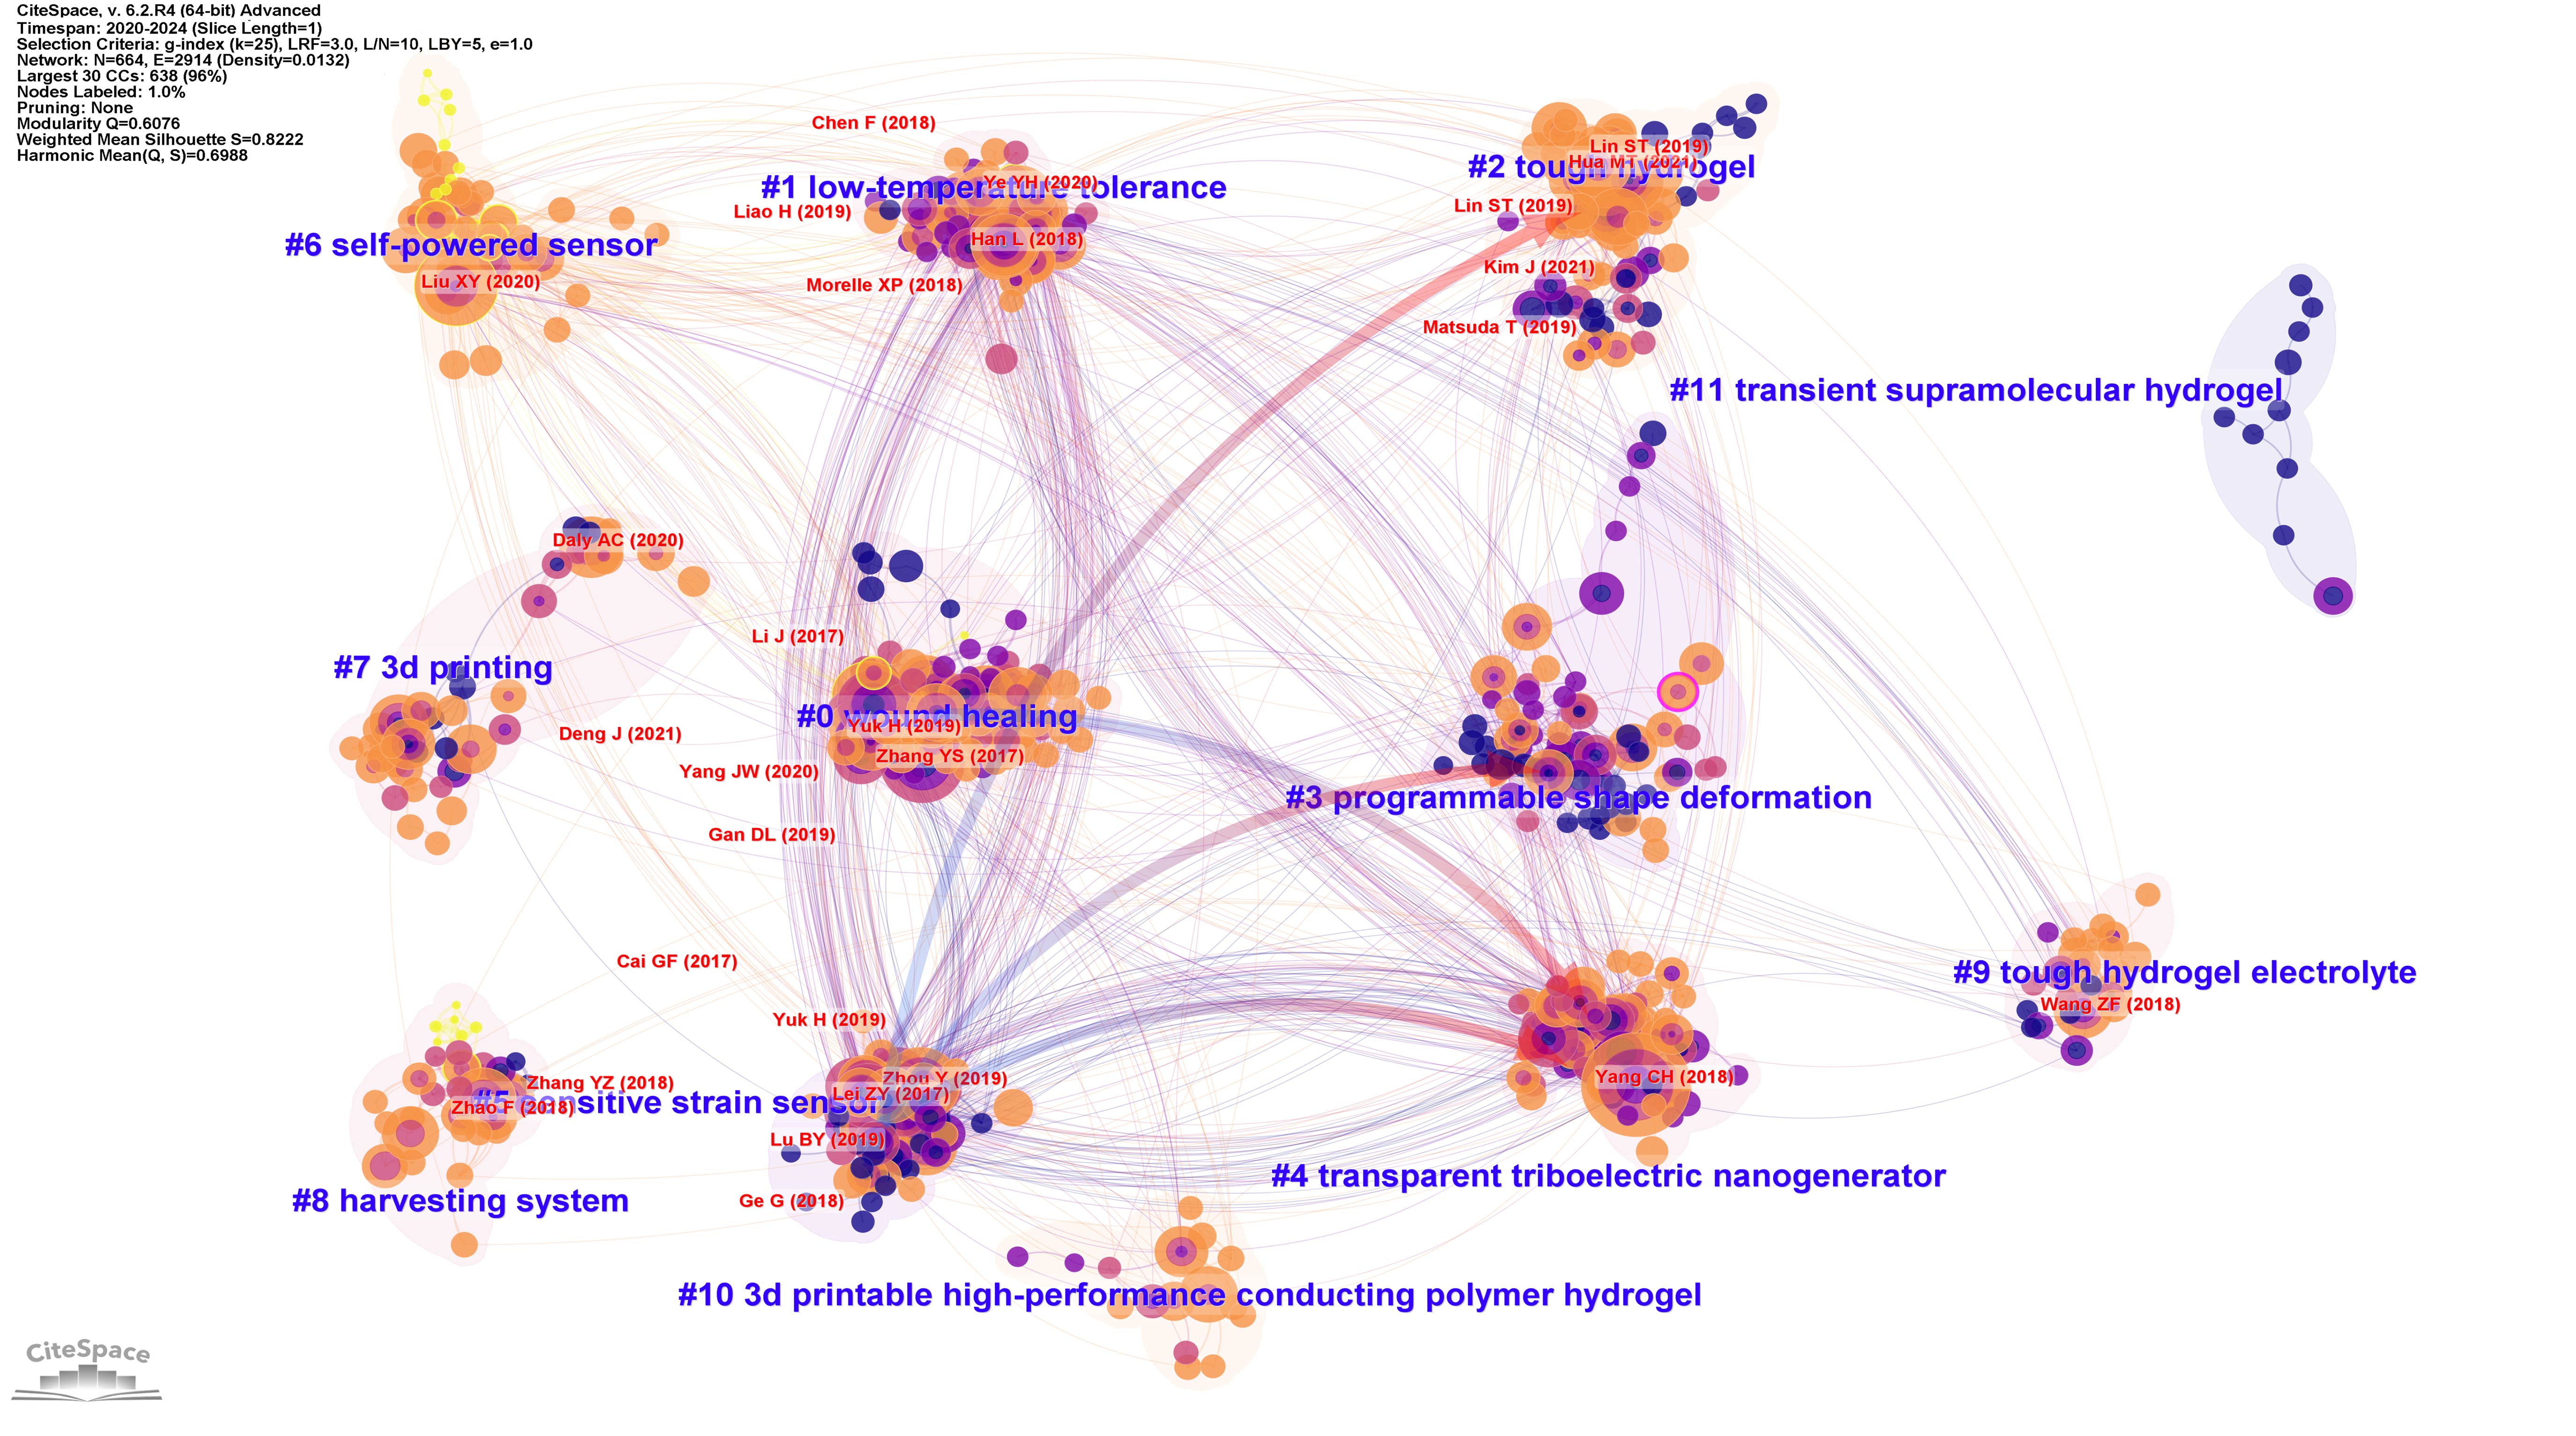 CiteSpace, v. 6.2.R4 (64-bit) Advanced
Timespan: 2020-2024 (Slice Length=1)
Selection Criteria: g-index (k=25), LRF=3.0, L/N=10, LBY=5, e=1.0
Network: N=664, E=2914 (Density=0.0132)
Largest 30 CCs: 638 (96%)
Nodes Labeled: 1.0%
Pruning: None
Modularity Q=0.6076
Weighted Mean Silhouette S=0.8222
Harmonic Mean(Q, S)=0.6988
Chen F (2018)
Lin ST (2019)
Hua MT (2021)
#2 tough hydrogel
Ye YH (2020)
#1 low-temperature tolerance
Liao H (2019)
Lin ST (2019)
Han L (2018)
#6 self-powered sensor
Kim J (2021)
Liu XY (2020)
Morelle XP (2018)
Matsuda T (2019)
#11 transient supramolecular hydrogel
Daly AC (2020)
Li J (2017)
#7 3d printing
#0 wound healing
Yuk H (2019)
Deng J (2021)
Zhang YS (2017)
Yang JW (2020)
#3 programmable shape deformation
Gan DL (2019)
Cai GF (2017)
#9 tough hydrogel electrolyte
Wang ZF (2018)
Yuk H (2019)
Yang CH (2018)
Zhou Y (2019)
Zhang YZ (2018)
Lei ZY (2017)
#5 sensitive strain sensor
Zhao F (2018)
Lu BY (2019)
#4 transparent triboelectric nanogenerator
#8 harvesting system
Ge G (2018)
#10 3d printable high-performance conducting polymer hydrogel
CiteSpace